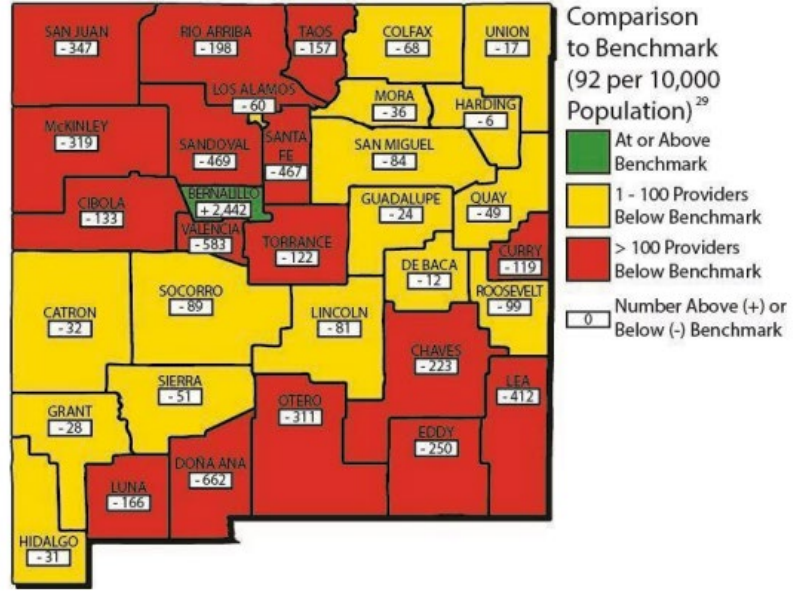 SAN JUAN
- 347
RIO ARRIBA
- 198
TAOS
- 157
COLFAX
- 68
UNION
- 17
LOS ALAMOS
- 60
MORA
- 36
HARDING
- 6
McKINLEY
- 319
SANDOVAL
- 469
SANTA
FE
- 467
SAN MIGUEL
- 84
CIBOLA
- 133
BERNALILLO
+ 2,442
VALENCIA
- 583
TORRANCE
- 122
GUADALUPE
- 24
QUAY
- 49
CURRY
- 119
DE BACA
- 12
ROOSEVELT
- 99
CATRON
- 32
SOCORRO
- 89
LINCOLN
- 81
CHAVES
- 223
LEA
- 412
SIERRA
- 51
GRANT
- 28
OTERO
- 311
EDDY
- 250
DOÑA ANA
- 662
LUNA
- 166
HIDALGO
- 31
Comparison
to Benchmark
(92 per 10,000
Population) 29
At or Above
Benchmark
1 - 100 Providers
Below Benchmark
> 100 Providers
Below Benchmark
0
Number Above (+) or
Below (-) Benchmark